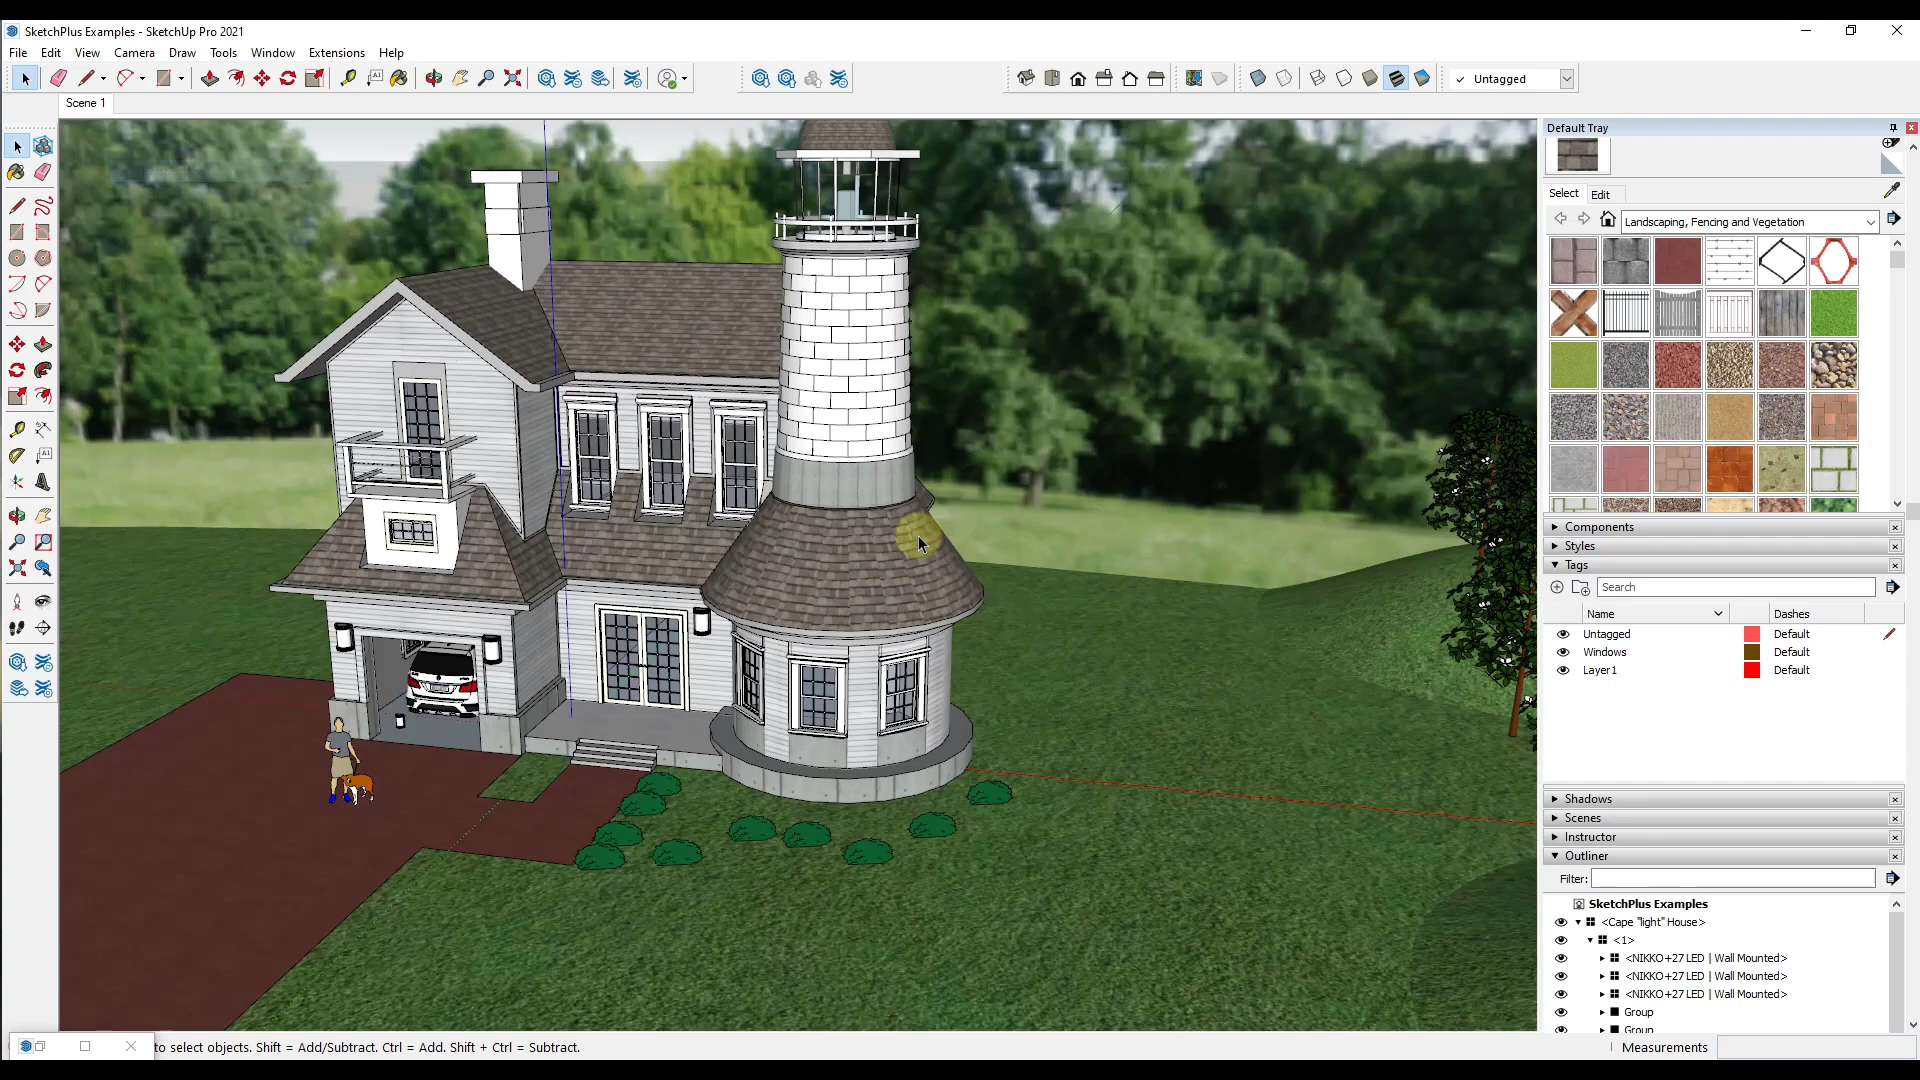 SketchPlus Examples - SketchUp Pro 2021
File Edit View Camera Draw Tools Window Extensions Help
A1
Untagged
Scene 1
Default Tray
Select Edit
Landscaping, Fencing and Vegetation
A1
Components
Styles
Tags
Search
Name Dashes
Untagged Default
Windows Default
Layer1 Default
Shadows
Scenes
Instructor
Outliner
Filter:
SketchPlus Examples
<Cape "light" House>
<1>
<NIKKO+27 LED | Wall Mounted>
<NIKKO+27 LED | Wall Mounted>
<NIKKO+27 LED | Wall Mounted>
Group
Group
to select objects. Shift = Add/Subtract. Ctrl = Add. Shift + Ctrl = Subtract.
Measurements